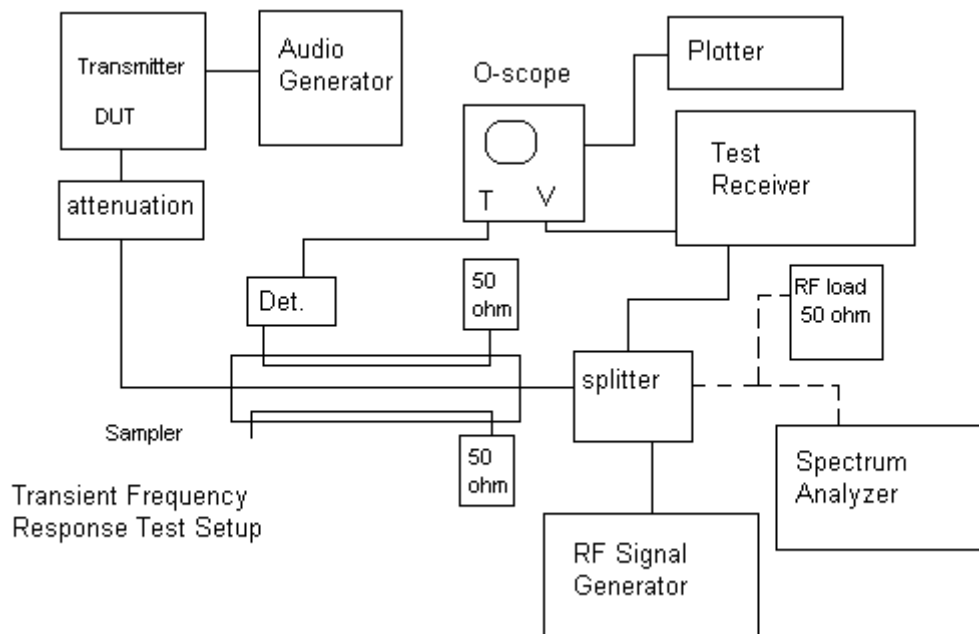 Transmitter
DUT
Audio
Generator
O-scope
Plotter
T V
Test
Receiver
attenuation
Det.
50
ohm
RF load
50 ohm
splitter
Sampler
50
ohm
Spectrum
Analyzer
Transient Frequency
Response Test Setup
RF Signal
Generator